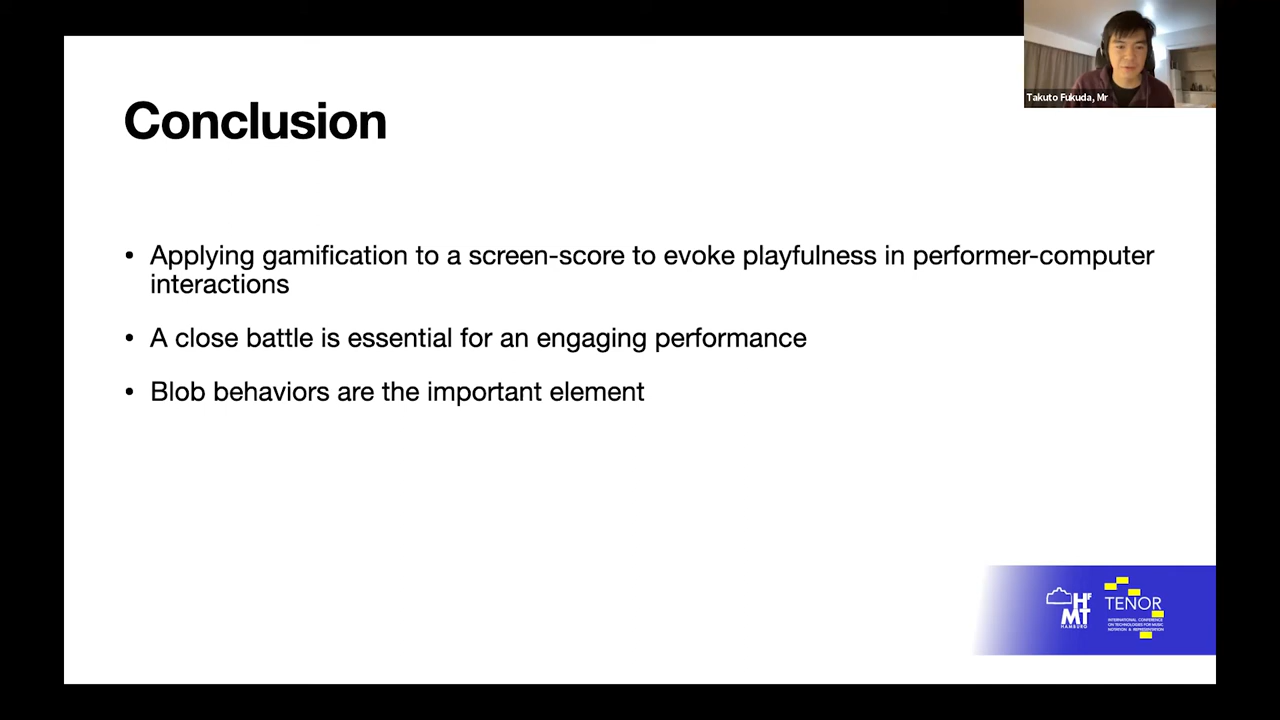 Takuto Fukuda, Mr
Conclusion
• Applying gamification to a screen-score to evoke playfulness in performer-computer
interactions
• A close battle is essential for an engaging performance
• Blob behaviors are the important element
HfMT
HAMBURG
TENOR
INTERNATIONAL CONFERENCE
ON TECHNOLOGIES FOR MUSIC
NOTATION & REPRESENTATION